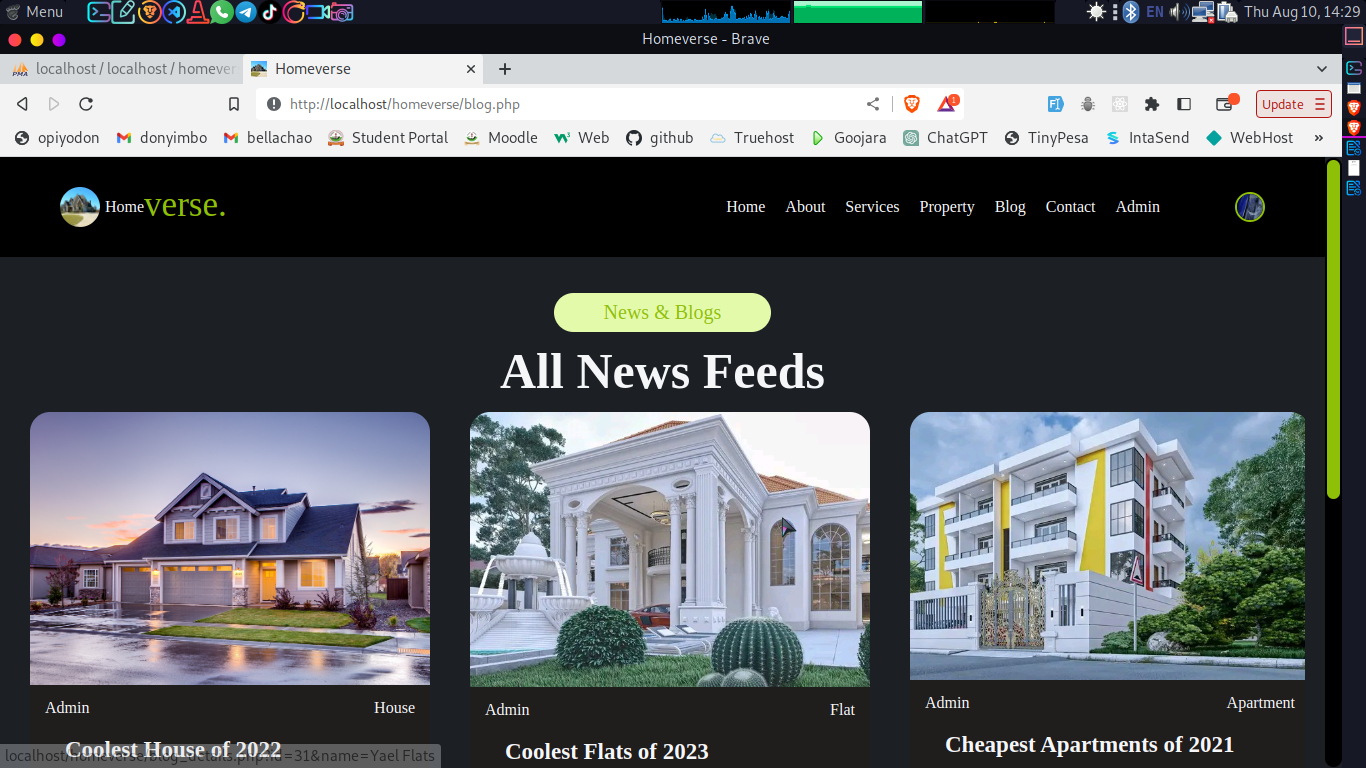 Menu
EN
Thu Aug 10, 14:29
Homeverse - Brave
localhost / localhost / homever
Homeverse
http://localhost/homeverse/blog.php
1
Update
opiyodon donyimbo bellachao Student Portal Moodle Web github Truehost Goojara ChatGPT TinyPesa IntaSend WebHost »
Homeverse.
Home About Services Property Blog Contact Admin
News & Blogs
All News Feeds
Admin House
Admin Flat
Admin Apartment
Coolest House of 2022
Coolest Flats of 2023
Cheapest Apartments of 2021
localhost/homeverse/blog_details.php?id=31&name=Yael Flats